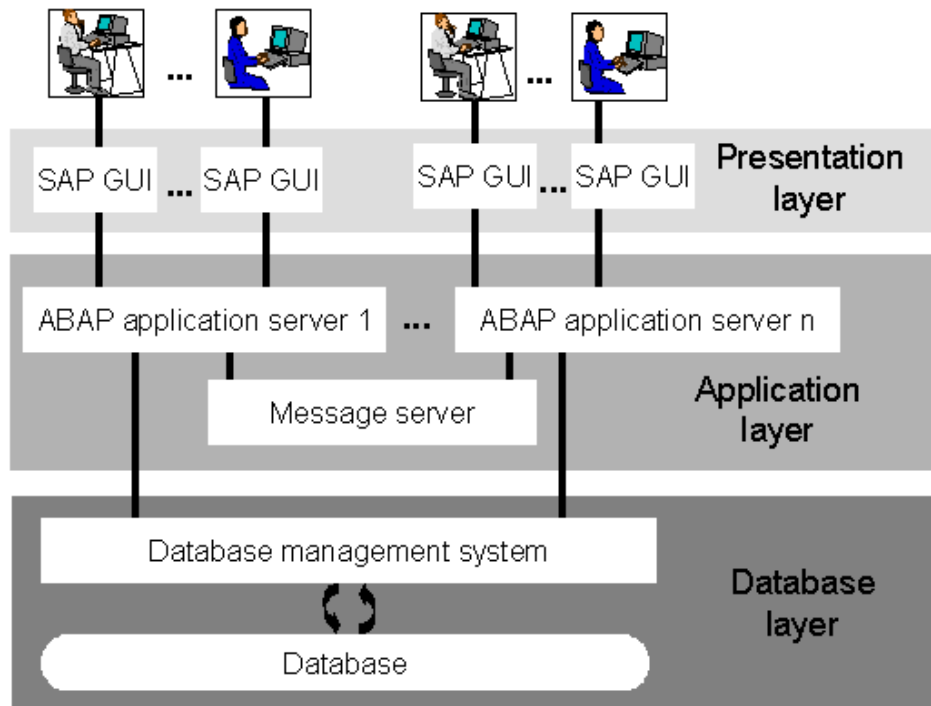 ... ...
SAP GUI ... SAP GUI SAP GUI ... SAP GUI
Presentation
layer
ABAP application server 1 ... ABAP application server n
Message server
Application
layer
Database management system
Database
layer
Database